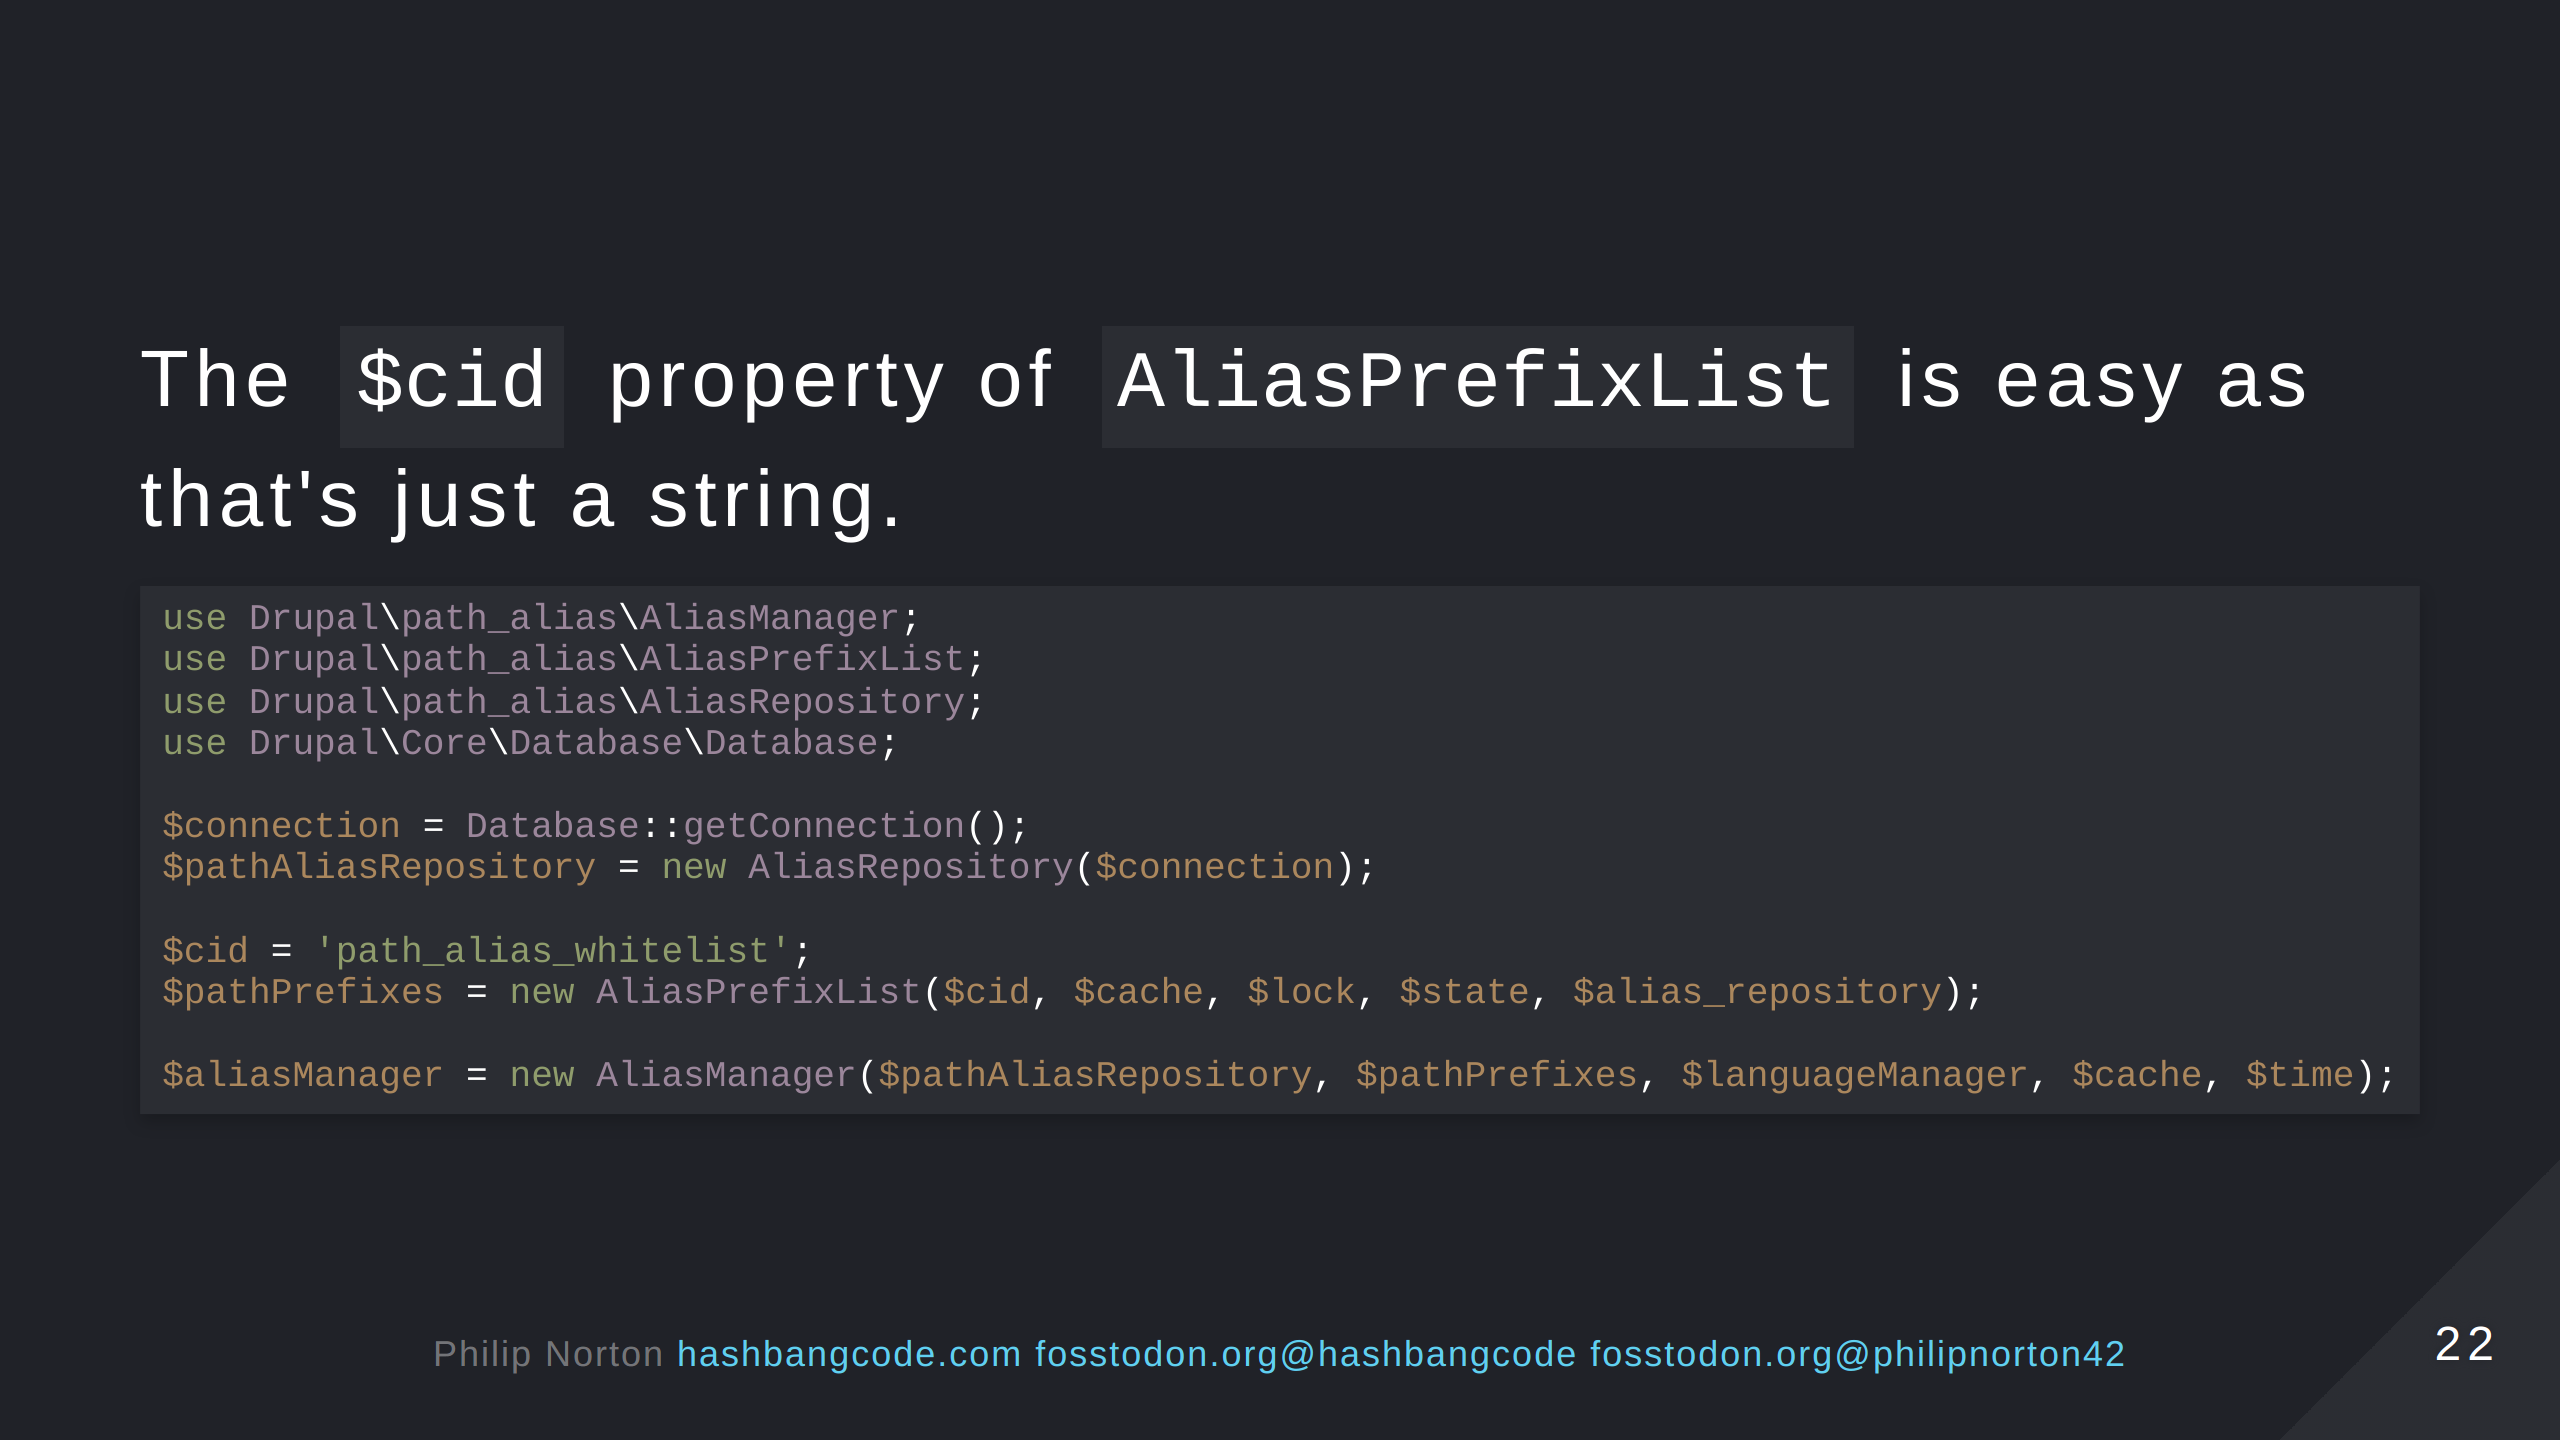 The $cid property of AliasPrefixList is easy as
that's just a string.
use Drupal\path_alias\AliasManager;
use Drupal\path_alias\AliasPrefixList;
use Drupal\path_alias\AliasRepository;
use Drupal\Core\Database\Database;
$connection = Database::getConnection();
$pathAliasRepository = new AliasRepository($connection);
$cid = 'path_alias_whitelist';
$pathPrefixes = new AliasPrefixList($cid, $cache, $lock, $state, $alias_repository);
$aliasManager = new AliasManager($pathAliasRepository, $pathPrefixes, $languageManager, $cache, $time);
Philip Norton hashbangcode.com fosstodon.org@hashbangcode fosstodon.org@philipnorton42
22